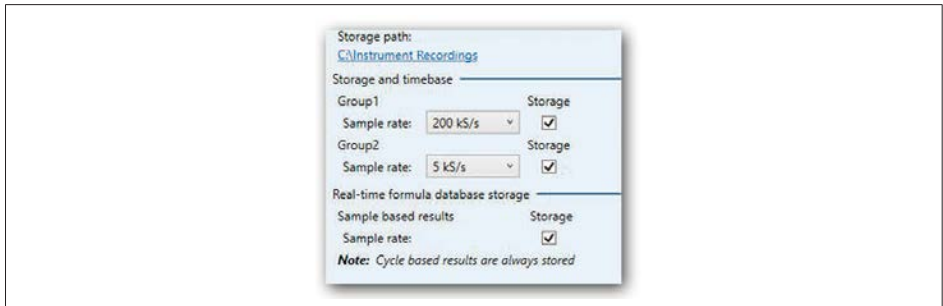 Storage path:
C:\Instrument Recordings
Storage and timebase
Group1 Storage
Sample rate: 200 kS/s
Group2 Storage
Sample rate: 5 kS/s
Real-time formula database storage
Sample based results Storage
Sample rate:
Note: Cycle based results are always stored